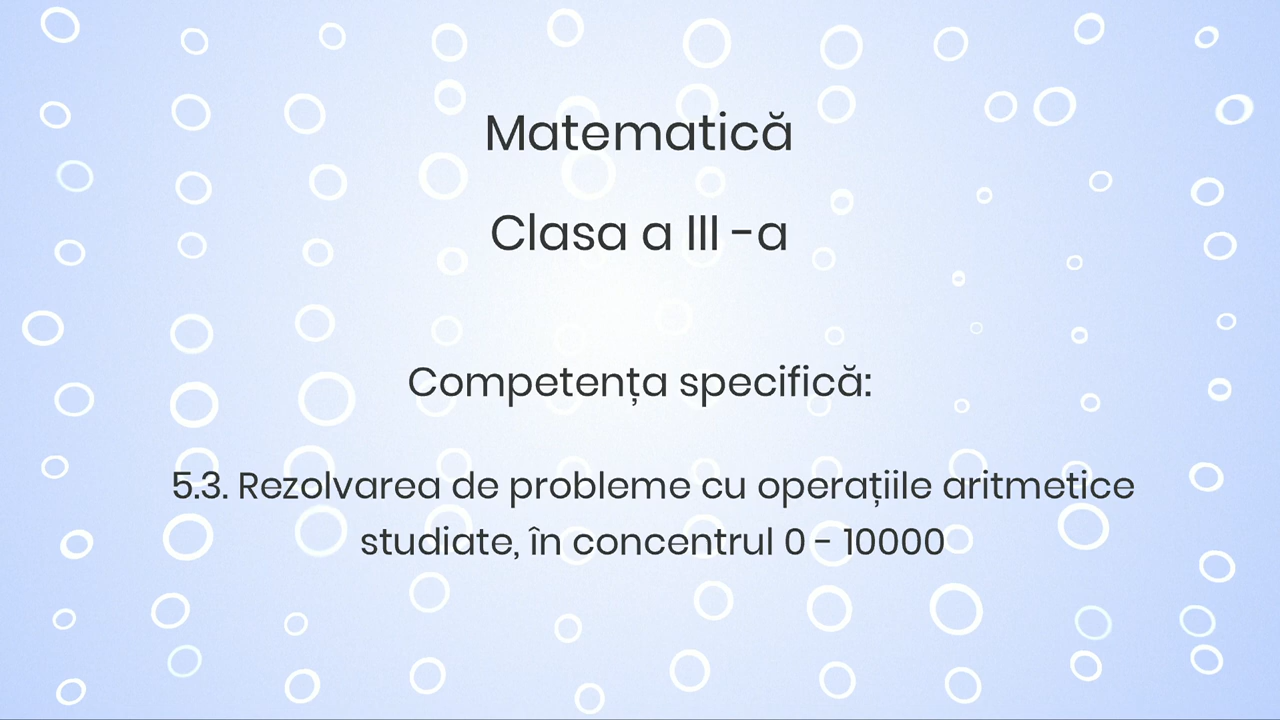 Matematică
Clasa a III -a
Competența specifică:
5.3. Rezolvarea de probleme cu operațiile aritmetice
studiate, în concentrul 0 - 10000